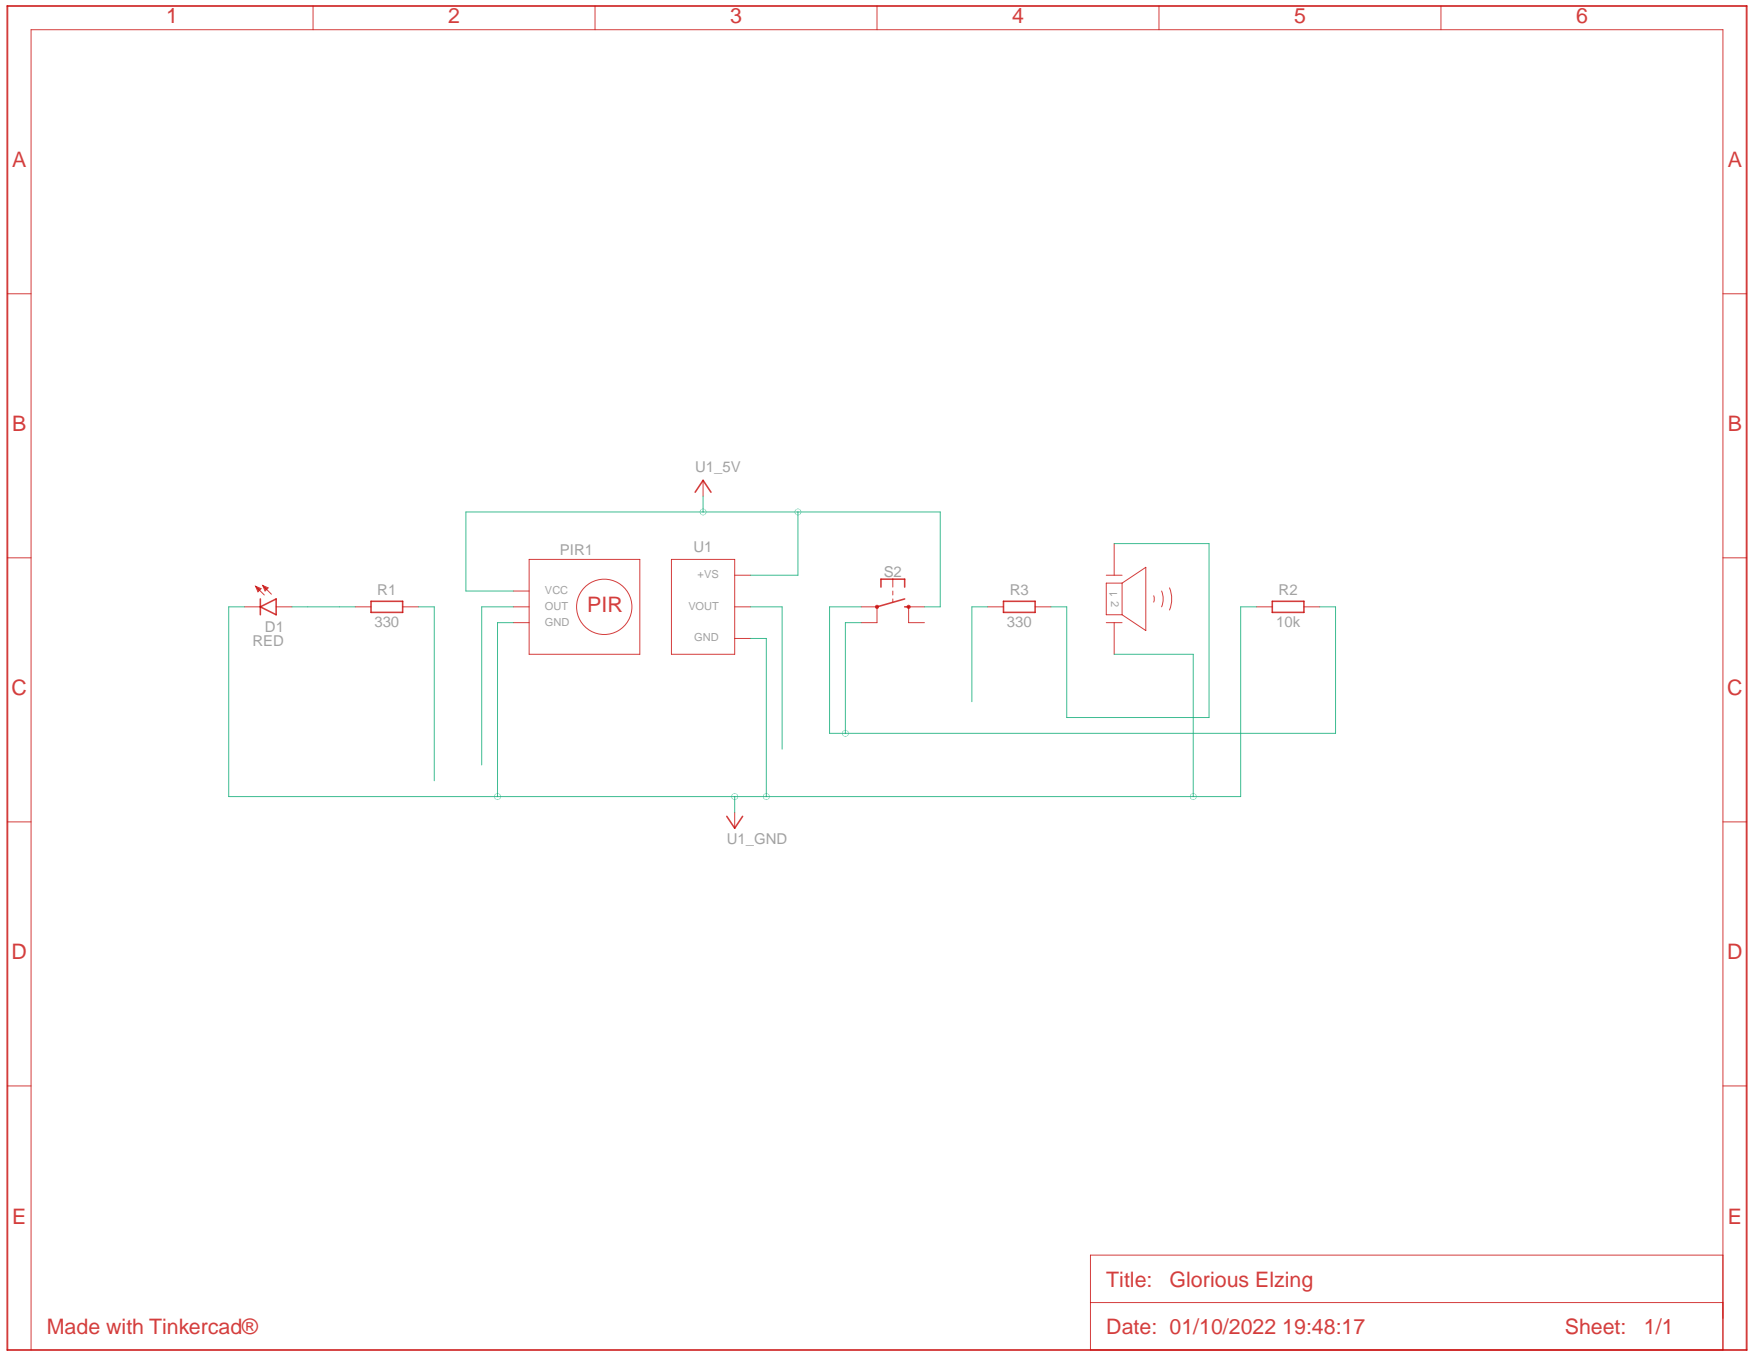 1 2 3 4 5 6
A A
B B
U1_5V
PIR1 U1
+VS
S2
VCC
OUT
GND
PIR
VOUT
GND
R1
330
D1
RED
R3
330
1 2
R2
10k
C C
U1_GND
D D
E E
Title: Glorious Elzing
Made with Tinkercad®
Date: 01/10/2022 19:48:17 Sheet: 1/1